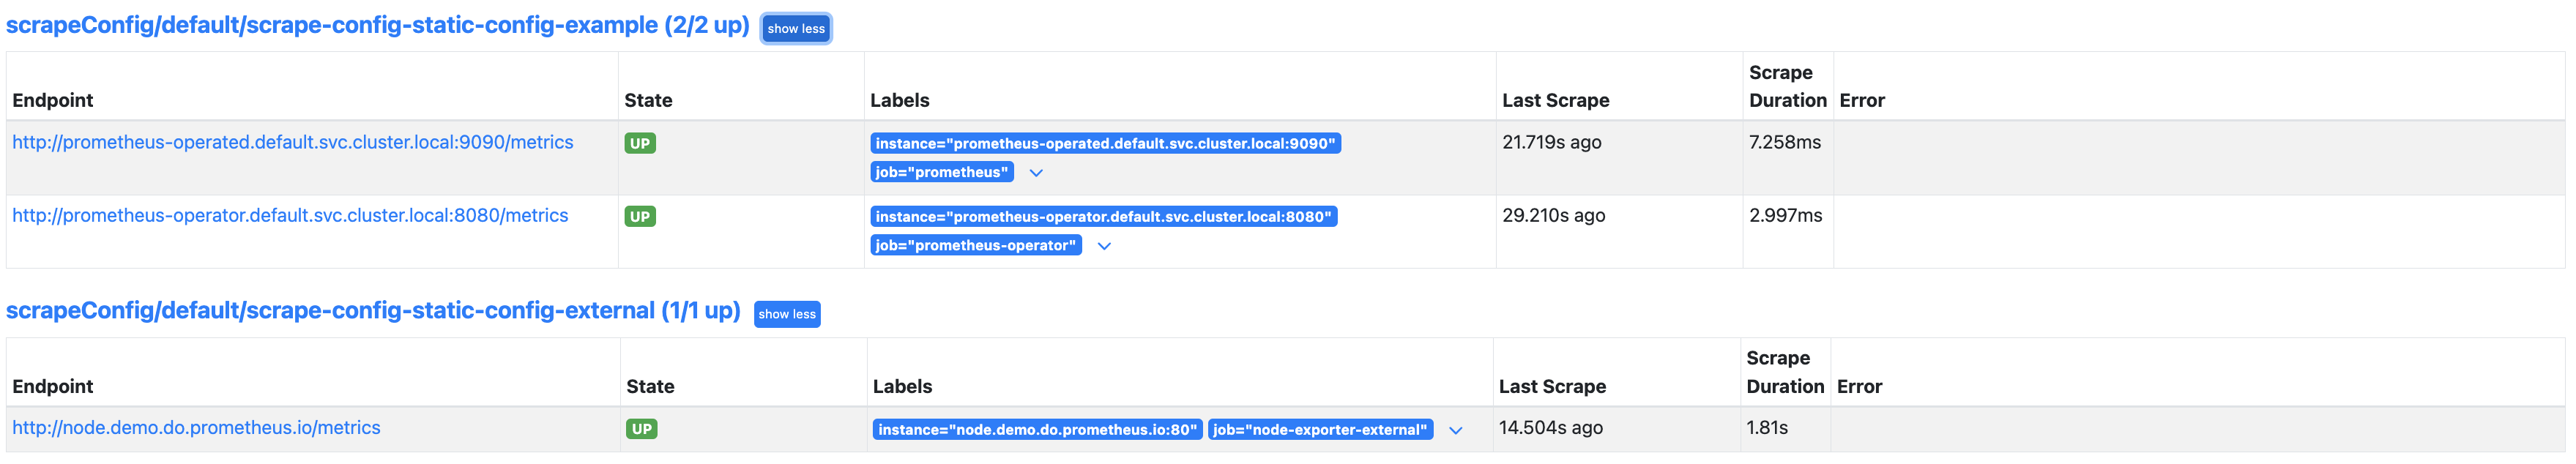 scrapeConfig/default/scrape-config-static-config-example (2/2 up) show less
Endpoint State Labels Last Scrape Scrape Duration Error
http://prometheus-operated.default.svc.cluster.local:9090/metrics UP instance="prometheus-operated.default.svc.cluster.local:9090" 21.719s ago 7.258ms
job="prometheus"
http://prometheus-operator.default.svc.cluster.local:8080/metrics UP instance="prometheus-operator.default.svc.cluster.local:8080" 29.210s ago 2.997ms
job="prometheus-operator"
scrapeConfig/default/scrape-config-static-config-external (1/1 up) show less
Endpoint State Labels Last Scrape Scrape Duration Error
http://node.demo.do.prometheus.io/metrics UP instance="node.demo.do.prometheus.io:80" job="node-exporter-external" 14.504s ago 1.81s